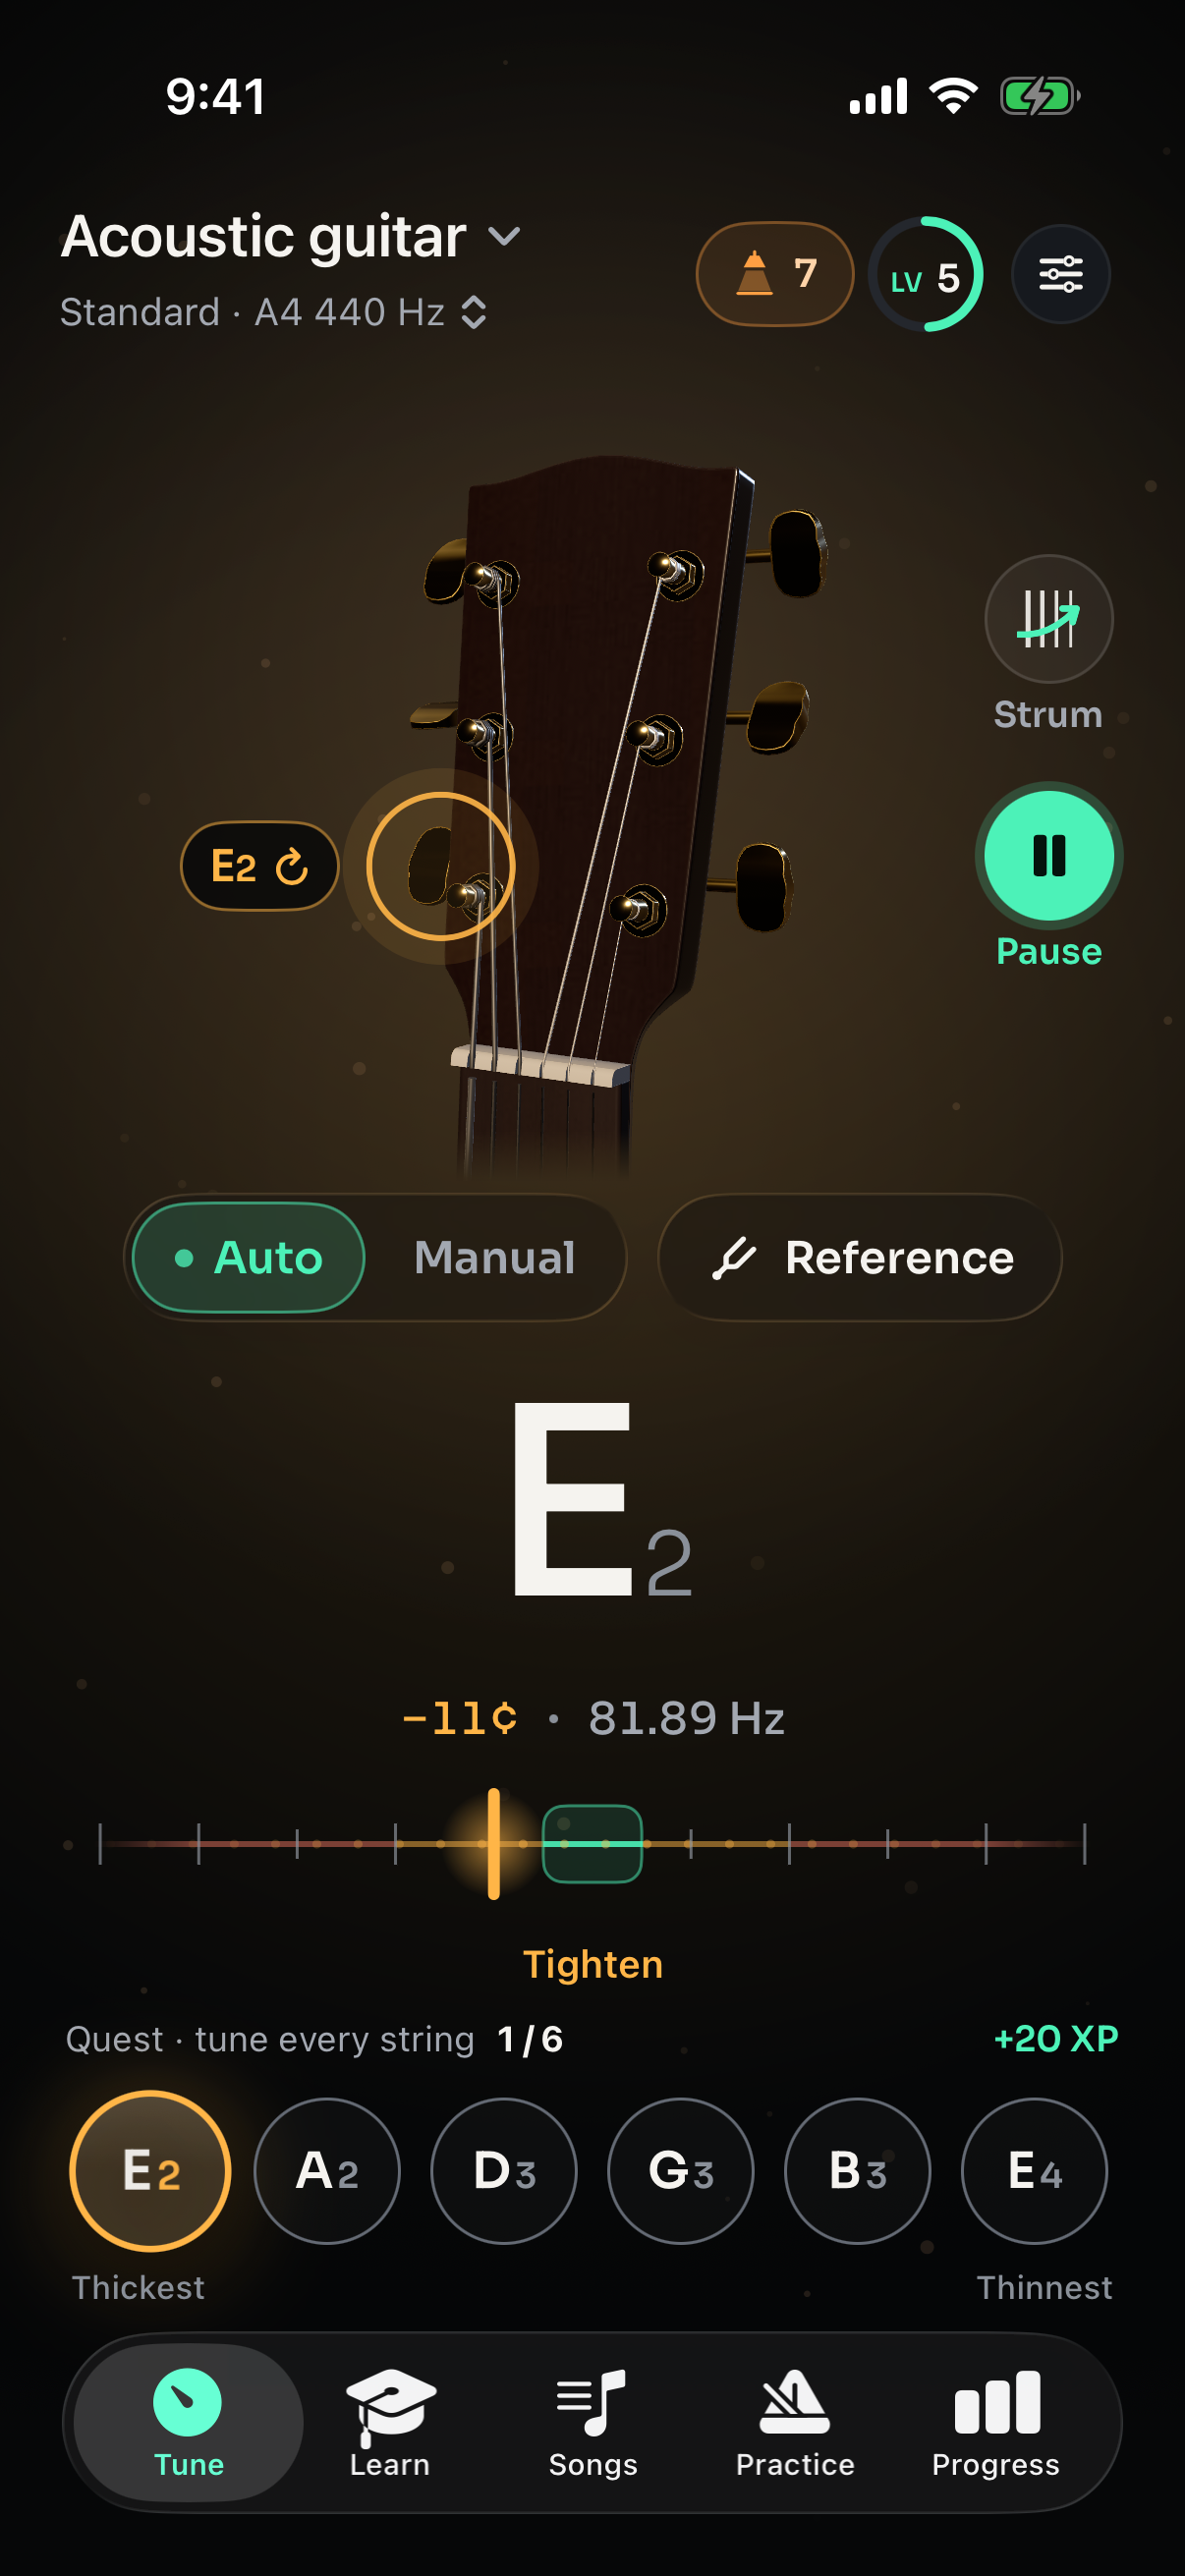 9:41
Acoustic guitar
Standard · A4 440 Hz
7
LV 5
Strum
E2
Pause
Auto
Manual
Reference
E2
−11¢ · 81.89 Hz
Tighten
Quest · tune every string 1/6
+20 XP
E2
A2
D3
G3
B3
E4
Thickest
Thinnest
Tune
Learn
Songs
Practice
Progress